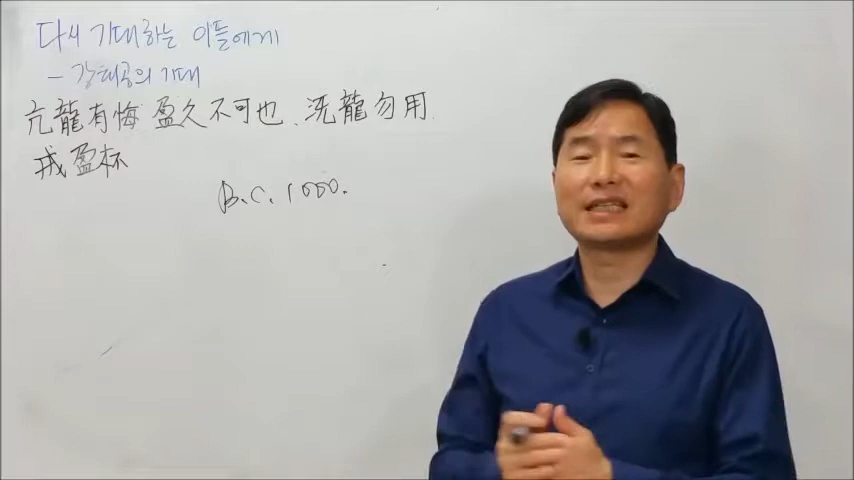 다시 기대하는 이들에게
- 강태공의 기대
亢龍有悔 盈久不可也、洗龍勿用
戒盈杯
B.C. 1000.